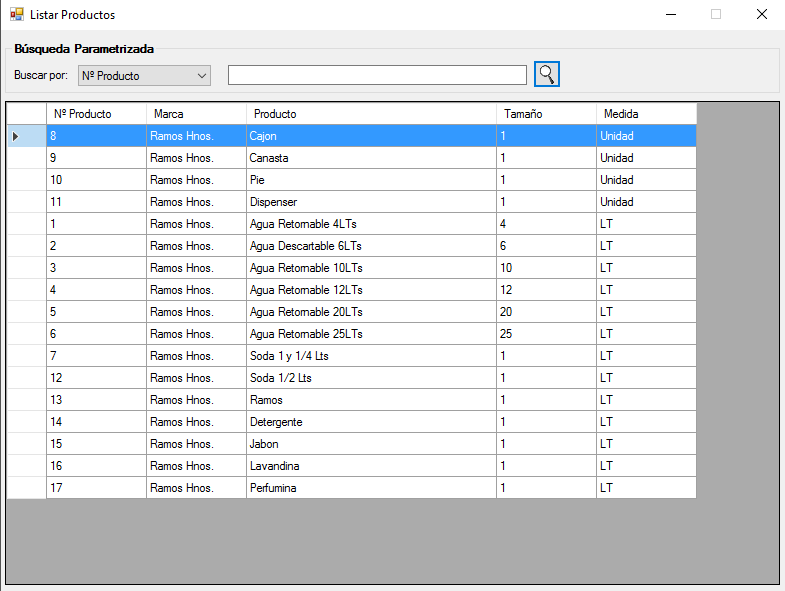 Listar Productos
Búsqueda Parametrizada
Buscar por: Nº Producto
Nº Producto Marca Producto Tamaño Medida
8 Ramos Hnos. Cajon 1 Unidad
9 Ramos Hnos. Canasta 1 Unidad
10 Ramos Hnos. Pie 1 Unidad
11 Ramos Hnos. Dispenser 1 Unidad
1 Ramos Hnos. Agua Retornable 4LTs 4 LT
2 Ramos Hnos. Agua Descartable 6LTs 6 LT
3 Ramos Hnos. Agua Retornable 10LTs 10 LT
4 Ramos Hnos. Agua Retornable 12LTs 12 LT
5 Ramos Hnos. Agua Retornable 20LTs 20 LT
6 Ramos Hnos. Agua Retornable 25LTs 25 LT
7 Ramos Hnos. Soda 1 y 1/4 Lts 1 LT
12 Ramos Hnos. Soda 1/2 Lts 1 LT
13 Ramos Hnos. Ramos 1 LT
14 Ramos Hnos. Detergente 1 LT
15 Ramos Hnos. Jabon 1 LT
16 Ramos Hnos. Lavandina 1 LT
17 Ramos Hnos. Perfumina 1 LT